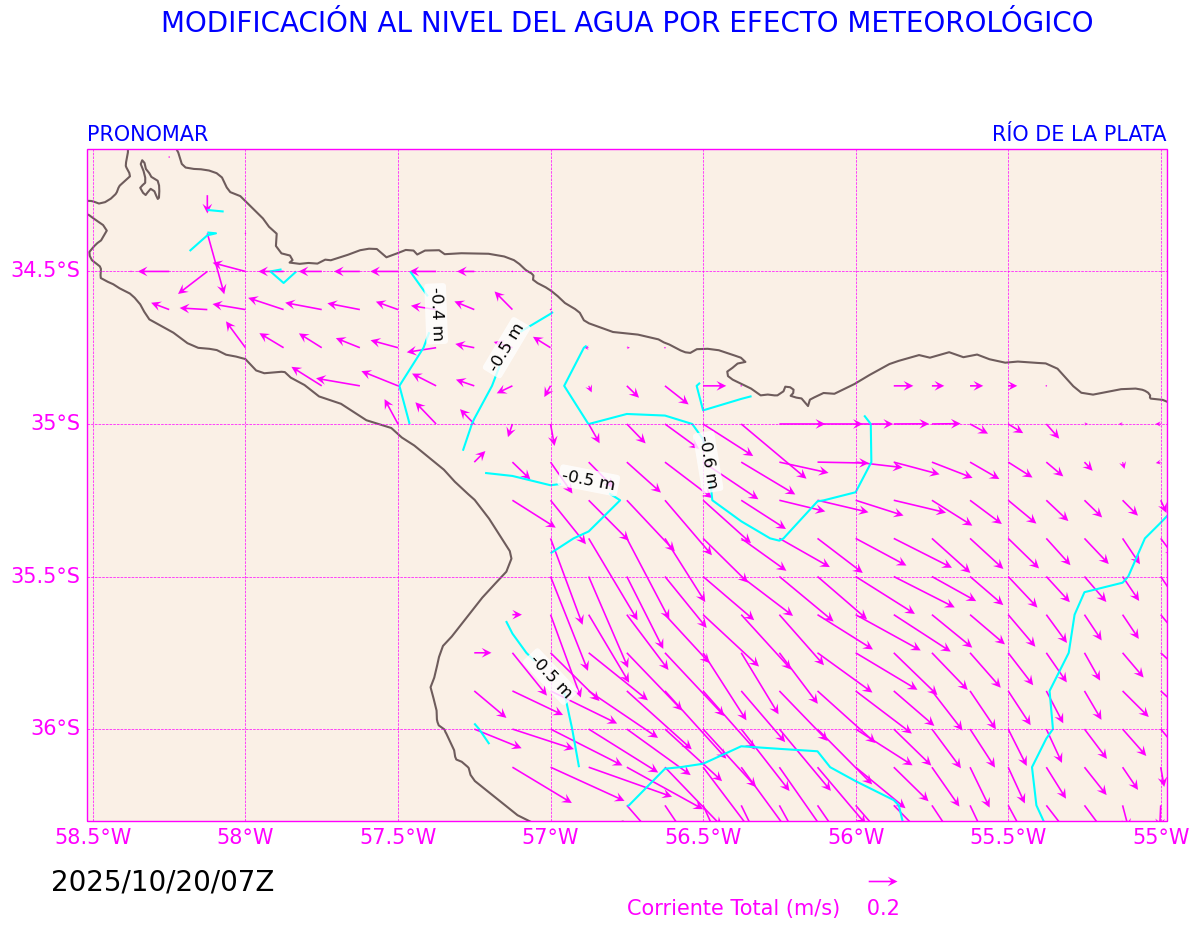 MODIFICACIÓN AL NIVEL DEL AGUA POR EFECTO METEOROLÓGICO
PRONOMAR
RÍO DE LA PLATA
34.5°S
35°S
35.5°S
36°S
-0.4 m
-0.5 m
-0.6 m
-0.5 m
-0.5 m
58.5°W
58°W
57.5°W
57°W
56.5°W
56°W
55.5°W
55°W
2025/10/20/07Z
Corriente Total (m/s)
0.2